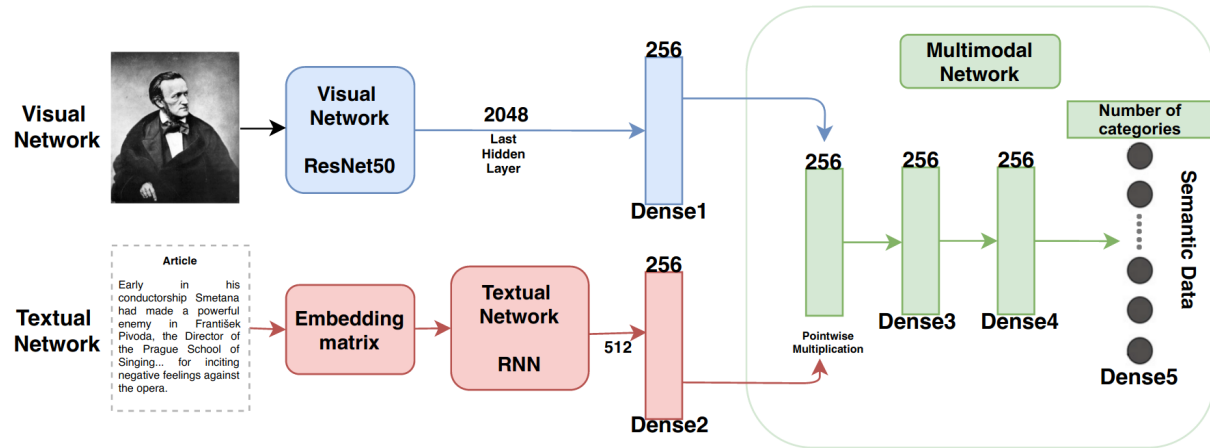 Visual
Network
Visual
Network
ResNet50
2048
Last
Hidden
Layer
256
Dense1
Textual
Network
Article
Early in his
conductorship Smetana
had made a powerful
enemy in František
Pivoda, the Director of
the Prague School of
Singing... for inciting
negative feelings against
the opera.
Embedding
matrix
Textual
Network
RNN
512
256
Dense2
Multimodal
Network
256
Pointwise
Multiplication
256
Dense3
256
Dense4
Number of
categories
Dense5
Semantic Data